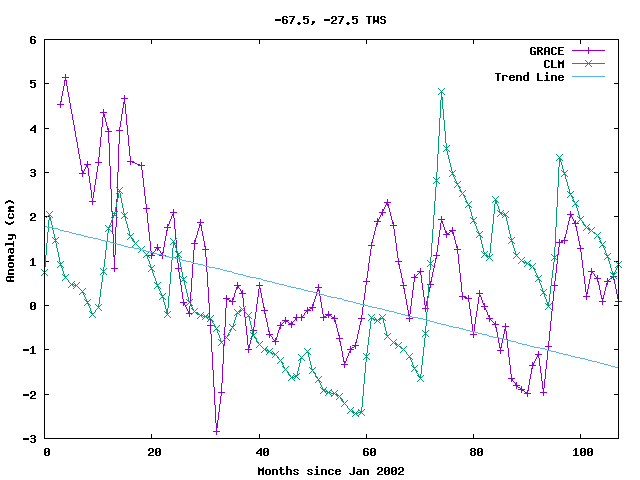 -67.5, -27.5 TWS
GRACE
CLM
Trend Line
6
5
4
3
2
1
0
-1
-2
-3
Anomaly (cm)
0 20 40 60 80 100
Months since Jan 2002